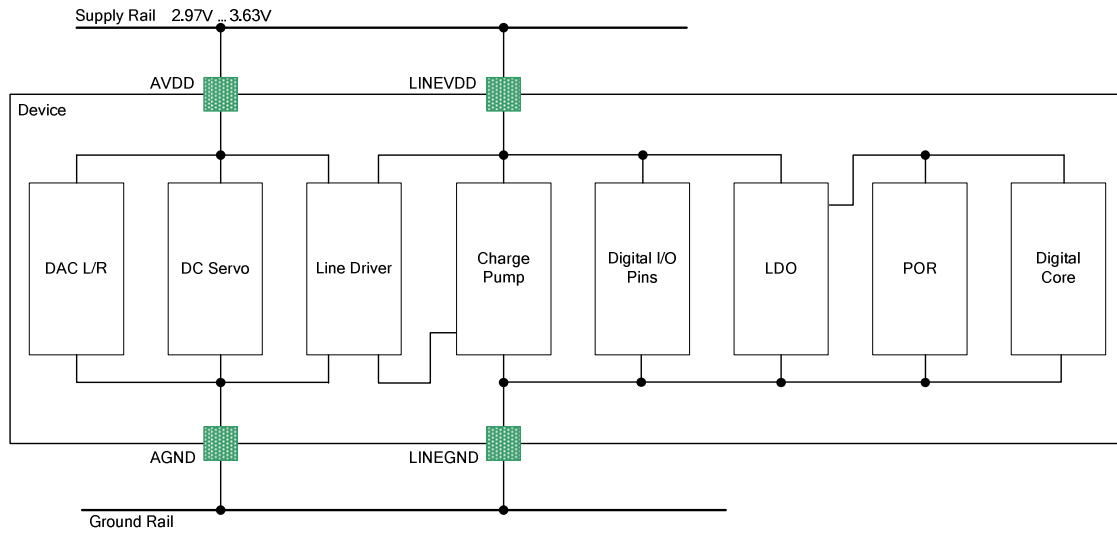 Supply Rail 2.97V ... 3.63V
AVDD
LINEVDD
Device
DAC L/R
DC Servo
Line Driver
Charge
Pump
Digital I/O
Pins
LDO
POR
Digital
Core
AGND
LINEGND
Ground Rail